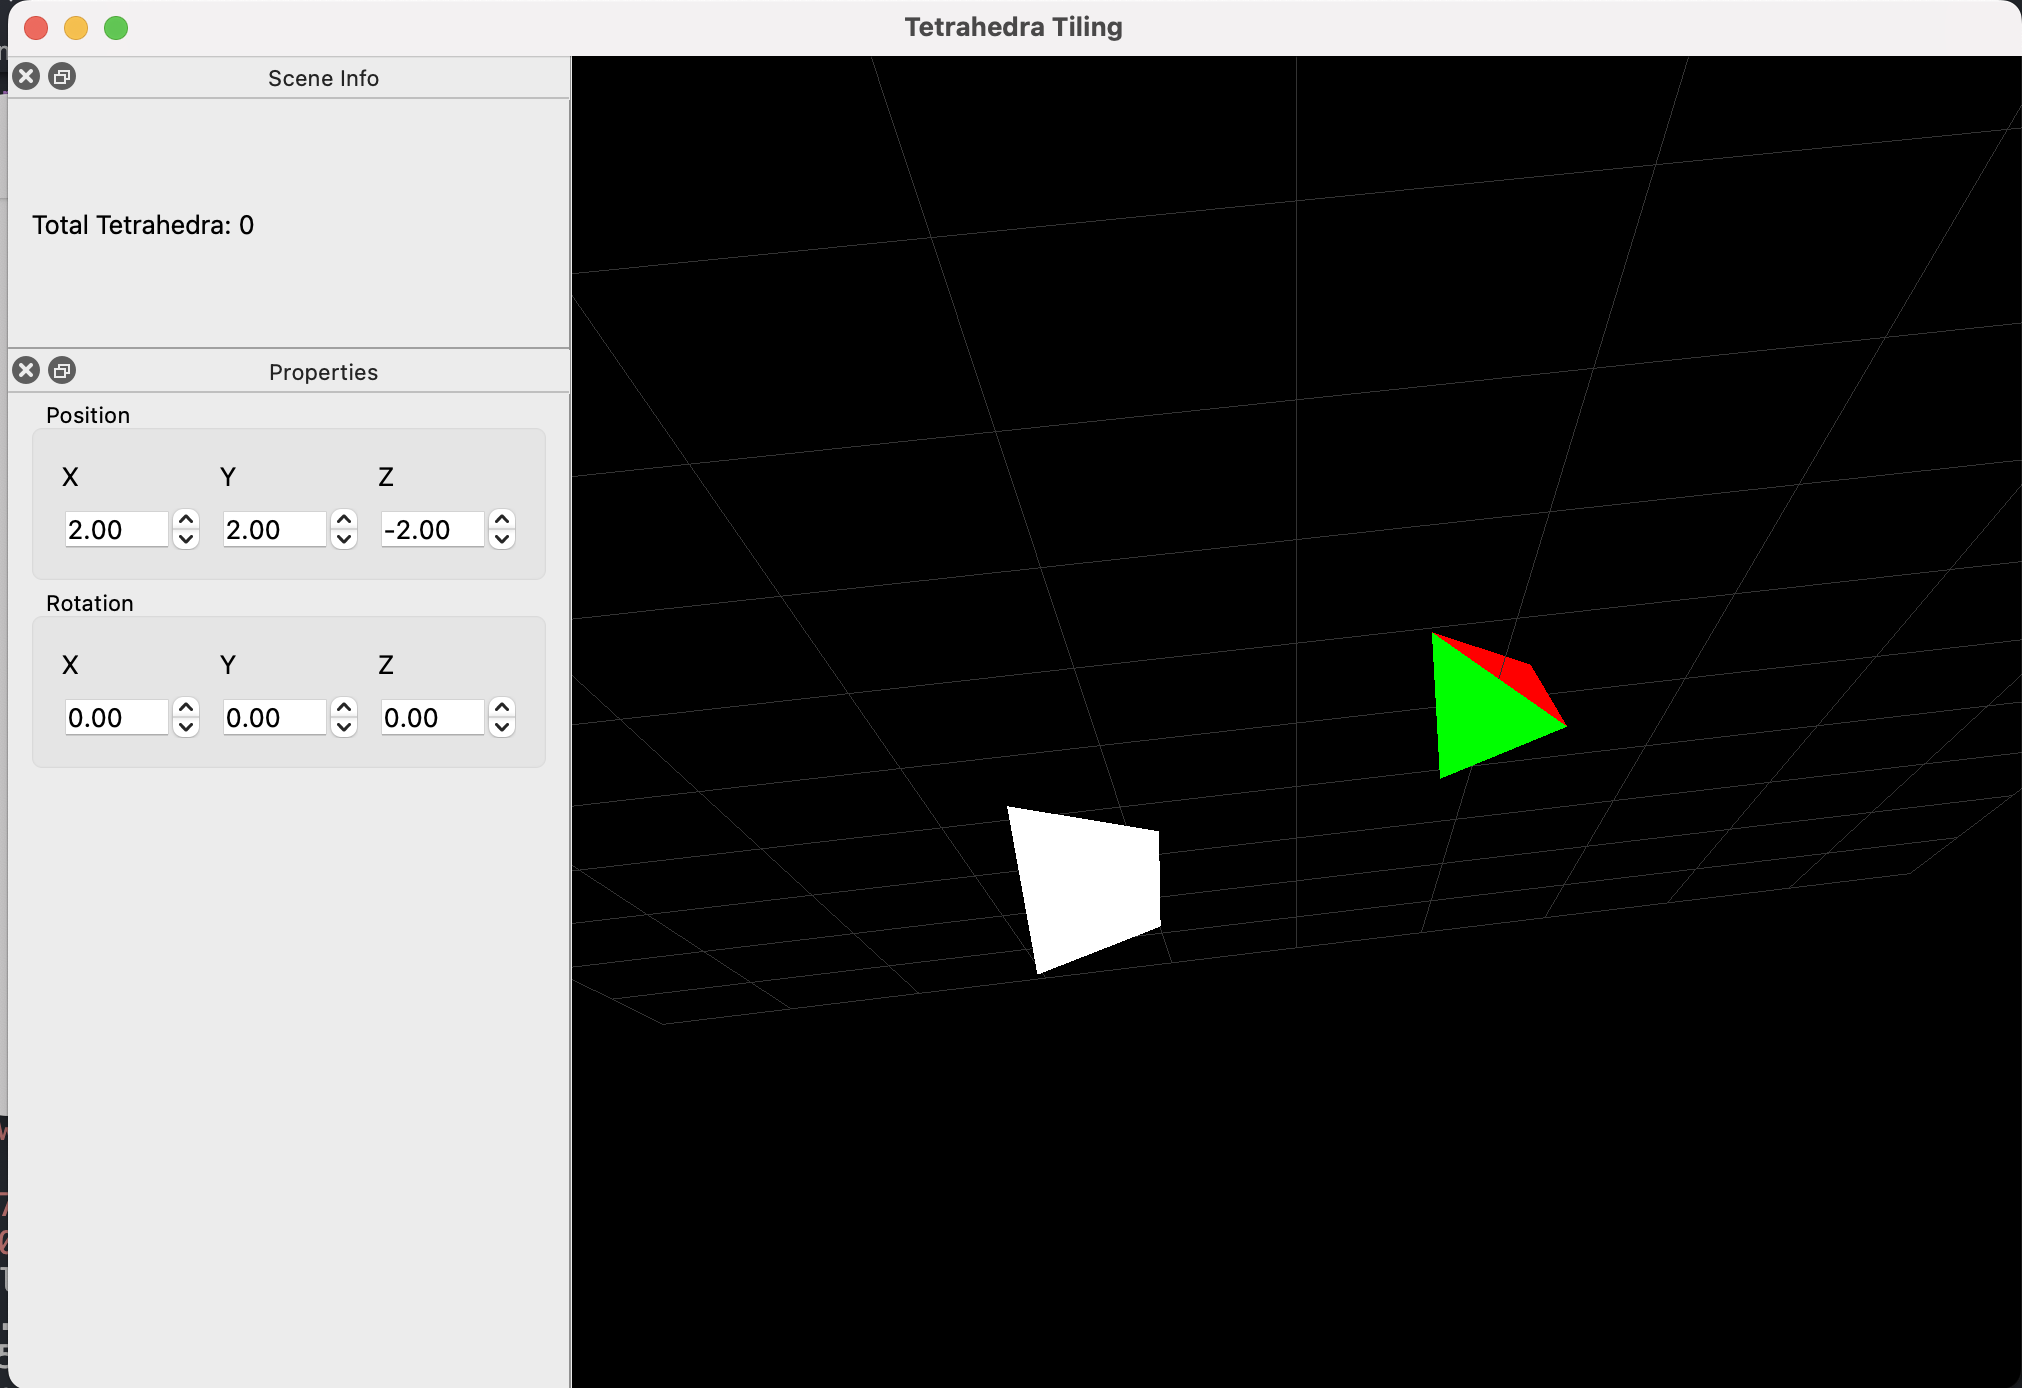 Tetrahedra Tiling
Scene Info
Total Tetrahedra: 0
Properties
Position
X Y Z
2.00 2.00 -2.00
Rotation
X Y Z
0.00 0.00 0.00